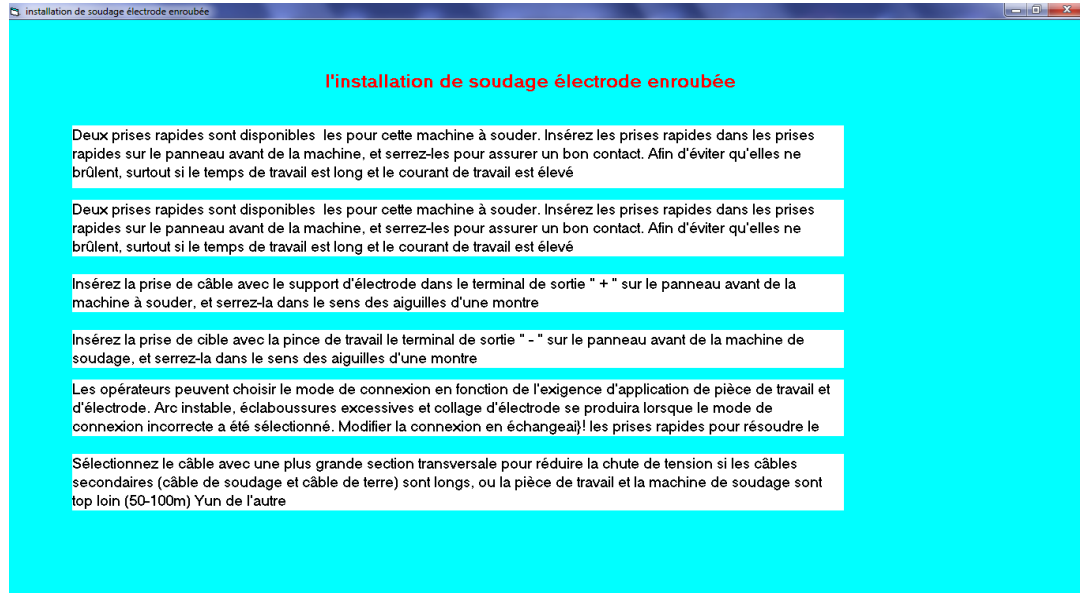 installation de soudage électrode enroubée
l'installation de soudage électrode enroubée
Deux prises rapides sont disponibles  les pour cette machine à souder. Insérez les prises rapides dans les prises
rapides sur le panneau avant de la machine, et serrez-les pour assurer un bon contact. Afin d'éviter qu'elles ne
brûlent, surtout si le temps de travail est long et le courant de travail est élevé
Deux prises rapides sont disponibles  les pour cette machine à souder. Insérez les prises rapides dans les prises
rapides sur le panneau avant de la machine, et serrez-les pour assurer un bon contact. Afin d'éviter qu'elles ne
brûlent, surtout si le temps de travail est long et le courant de travail est élevé
Insérez la prise de câble avec le support d'électrode dans le terminal de sortie " + " sur le panneau avant de la
machine à souder, et serrez-la dans le sens des aiguilles d'une montre
Insérez la prise de cible avec la pince de travail le terminal de sortie " - " sur le panneau avant de la machine de
soudage, et serrez-la dans le sens des aiguilles d'une montre
Les opérateurs peuvent choisir le mode de connexion en fonction de l'exigence d'application de pièce de travail et
d'électrode. Arc instable, éclaboussures excessives et collage d'électrode se produira lorsque le mode de
connexion incorrecte a été sélectionné. Modifier la connexion en échangeai}! les prises rapides pour résoudre le
Sélectionnez le câble avec une plus grande section transversale pour réduire la chute de tension si les câbles
secondaires (câble de soudage et câble de terre) sont longs, ou la pièce de travail et la machine de soudage sont
top loin (50-100m) Yun de l'autre